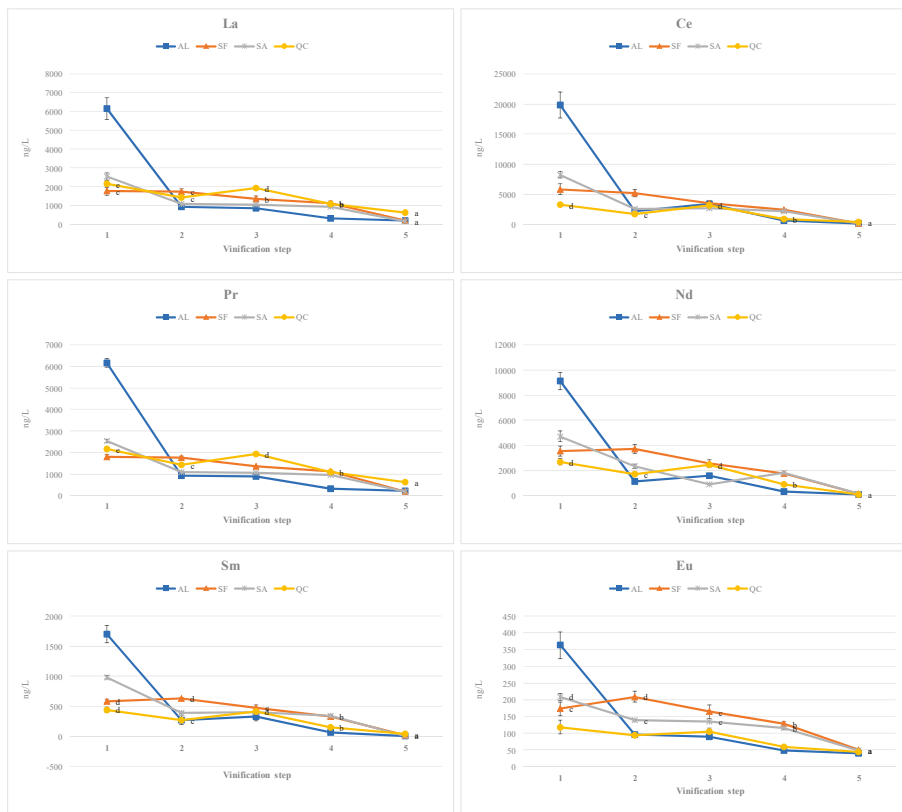 La
AL SF SA QC
8000
7000
6000
5000
4000
3000
2000
1000
0
ng/L
e
e
e
c
d
b
b
a
a
1 2 3 4 5
Vinification step
Ce
AL SF SA QC
25000
20000
15000
10000
5000
0
ng/L
d
c
d
b
a
1 2 3 4 5
Vinification step
Pr
AL SF SA QC
7000
6000
5000
4000
3000
2000
1000
0
ng/L
c
d
b
a
1 2 3 4 5
Vinification step
Nd
AL SF SA QC
12000
10000
8000
6000
4000
2000
0
ng/L
d
c
d
b
a
1 2 3 4 5
Vinification step
Sm
AL SF SA QC
2000
1500
1000
500
0
-500
ng/L
d
d
d
c
c
d
b
b
a
1 2 3 4 5
Vinification step
Eu
AL SF SA QC
450
400
350
300
250
200
150
100
50
0
ng/L
d
c
d
c
c
c
b
b
a
1 2 3 4 5
Vinification step